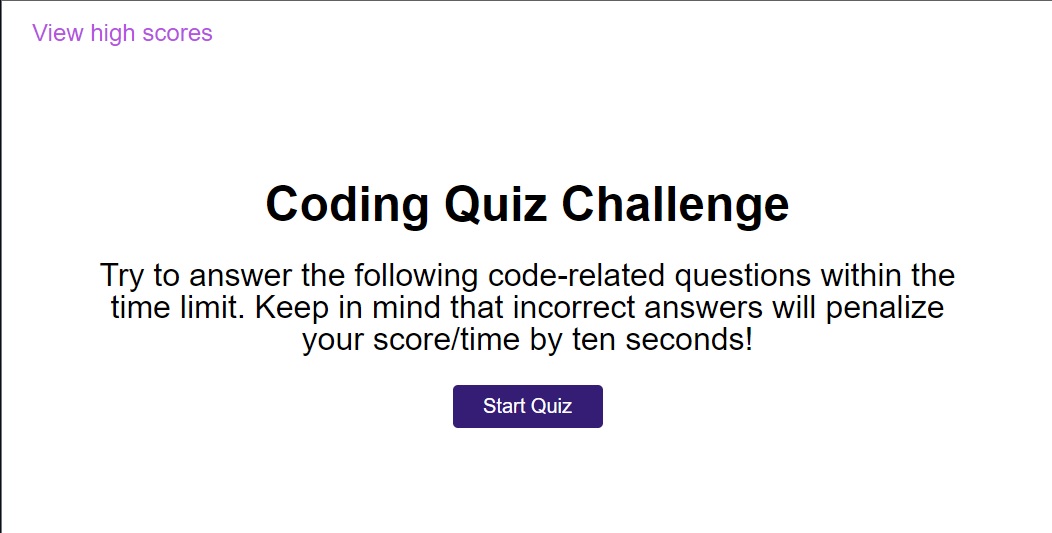 View high scores
Coding Quiz Challenge
Try to answer the following code-related questions within the
time limit. Keep in mind that incorrect answers will penalize
your score/time by ten seconds!
Start Quiz